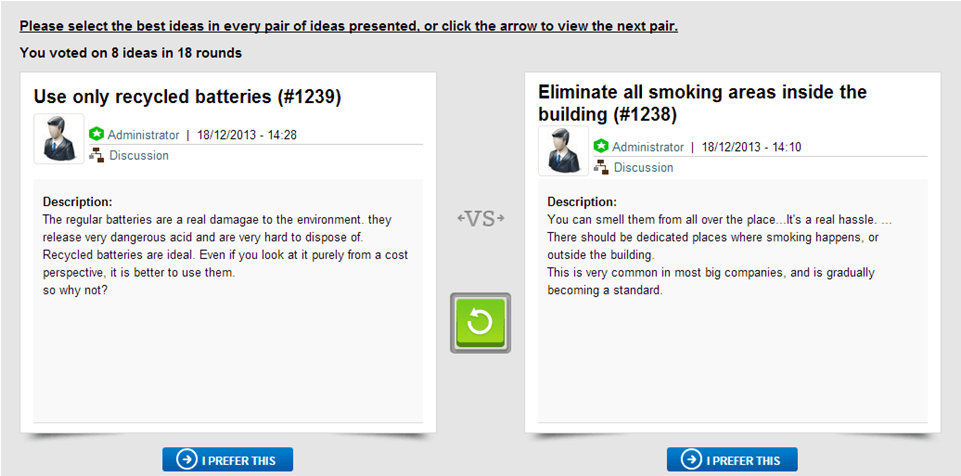 Please select the best ideas in every pair of ideas presented, or click the arrow to view the next pair.
You voted on 8 ideas in 18 rounds
Use only recycled batteries (#1239)
Administrator | 18/12/2013 - 14:28
Discussion
Description:
The regular batteries are a real damagae to the environment. they
release very dangerous acid and are very hard to dispose of.
Recycled batteries are ideal. Even if you look at it purely from a cost
perspective, it is better to use them.
so why not?
I PREFER THIS
VS
Eliminate all smoking areas inside the
building (#1238)
Administrator | 18/12/2013 - 14:10
Discussion
Description:
You can smell them from all over the place...It's a real hassle. ...
There should be dedicated places where smoking happens, or
outside the building.
This is very common in most big companies, and is gradually
becoming a standard.
I PREFER THIS